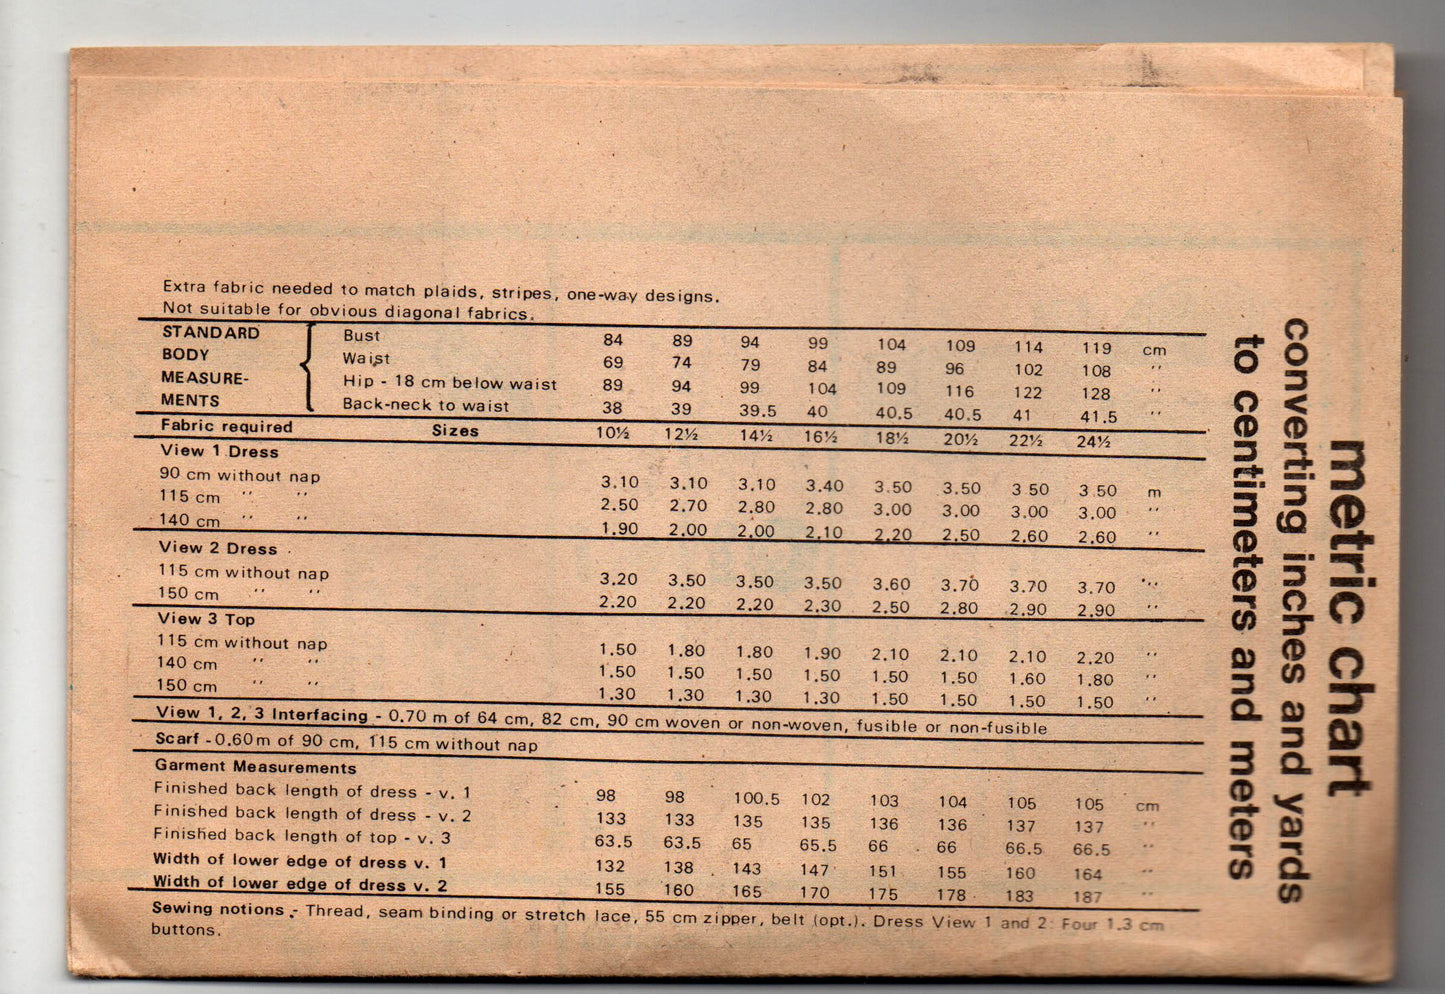 Extra fabric needed to match plaids, stripes, one-way designs.
Not suitable for obvious diagonal fabrics.
STANDARD BODY MEASURE-MENTS
Bust 84 89 94 99 104 109 114 119 cm
Waist 69 74 79 84 89 96 102 108 ''
Hip - 18 cm below waist 89 94 99 104 109 116 122 128 ''
Back-neck to waist 38 39 39.5 40 40.5 40.5 41 41.5 ''
Fabric required Sizes 10½ 12½ 14½ 16½ 18½ 20½ 22½ 24½
View 1 Dress
90 cm without nap 3.10 3.10 3.10 3.40 3.50 3.50 3 50 3 50 m
115 cm '' '' 2.50 2.70 2.80 2.80 3.00 3.00 3.00 3.00 ''
140 cm '' '' 1.90 2.00 2.00 2.10 2.20 2.50 2.60 2.60 ''
View 2 Dress
115 cm without nap 3.20 3.50 3.50 3.50 3.60 3.70 3.70 3.70 ''
150 cm '' '' 2.20 2.20 2.20 2.30 2.50 2.80 2.90 2.90 ''
View 3 Top
115 cm without nap 1.50 1.80 1.80 1.90 2.10 2.10 2.10 2.20 ''
140 cm '' '' 1.50 1.50 1.50 1.50 1.50 1.50 1.60 1.80 ''
150 cm '' '' 1.30 1.30 1.30 1.30 1.50 1.50 1.50 1.50 ''
View 1, 2, 3 Interfacing - 0.70 m of 64 cm, 82 cm, 90 cm woven or non-woven, fusible or non-fusible
Scarf - 0.60m of 90 cm, 115 cm without nap
Garment Measurements
Finished back length of dress - v. 1 98 98 100.5 102 103 104 105 105 cm
Finished back length of dress - v. 2 133 133 135 135 136 136 137 137 ''
Finished back length of top - v. 3 63.5 63.5 65 65.5 66 66 66.5 66.5 ''
Width of lower edge of dress v. 1 132 138 143 147 151 155 160 164 ''
Width of lower edge of dress v. 2 155 160 165 170 175 178 183 187 ''
Sewing notions - Thread, seam binding or stretch lace, 55 cm zipper, belt (opt.). Dress View 1 and 2: Four 1.3 cm
buttons.
metric chart
converting inches and yards
to centimeters and meters